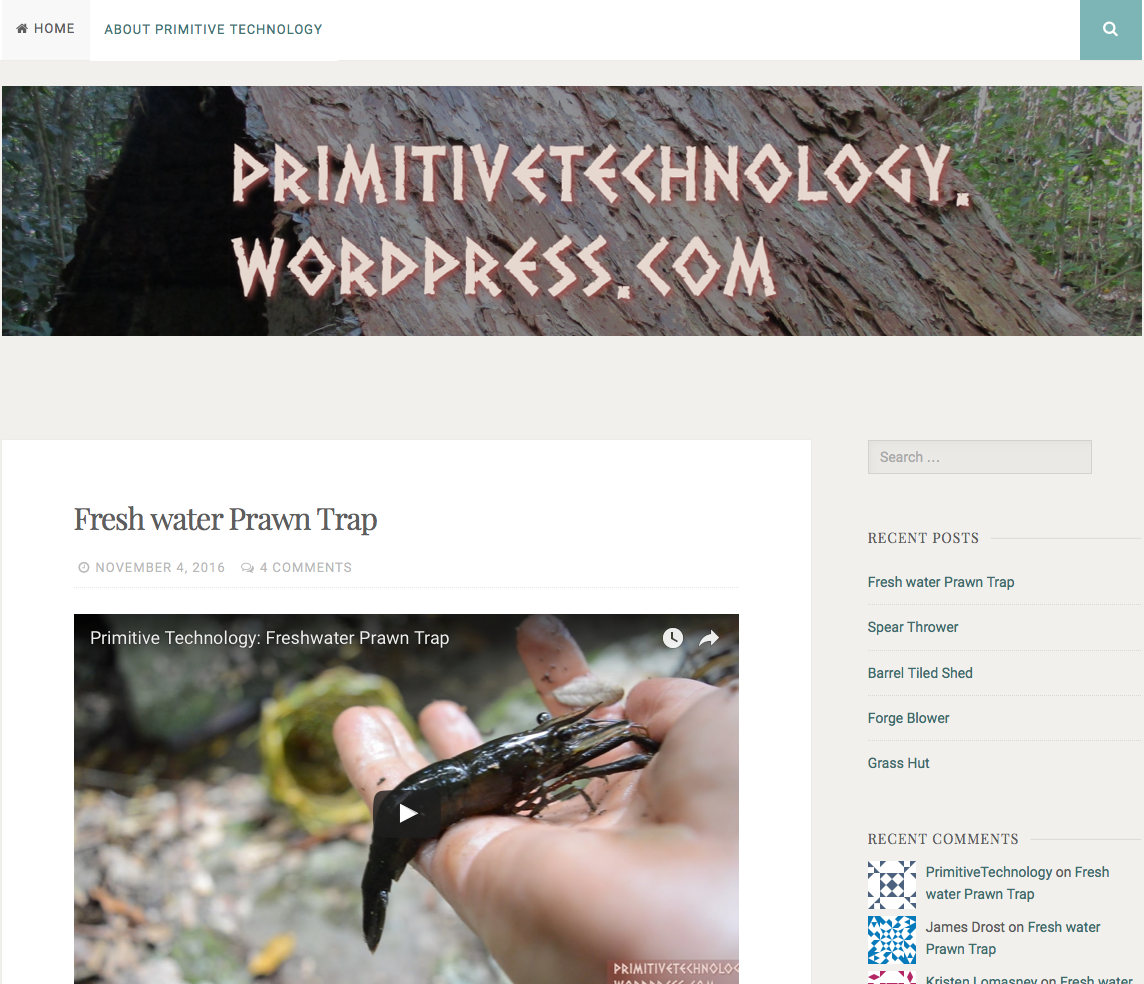 HOME
ABOUT PRIMITIVE TECHNOLOGY
PRIMITIVETECHNOLOGY.
WORDPRESS.COM
Fresh water Prawn Trap
NOVEMBER 4, 2016 4 COMMENTS
Primitive Technology: Freshwater Prawn Trap
PRIMITIVETECHNOLOG
WORDPRESS.COM
Search ...
RECENT POSTS
Fresh water Prawn Trap
Spear Thrower
Barrel Tiled Shed
Forge Blower
Grass Hut
RECENT COMMENTS
PrimitiveTechnology on Fresh
water Prawn Trap
James Drost on Fresh water
Prawn Trap
Kristen Lomasney on Fresh water